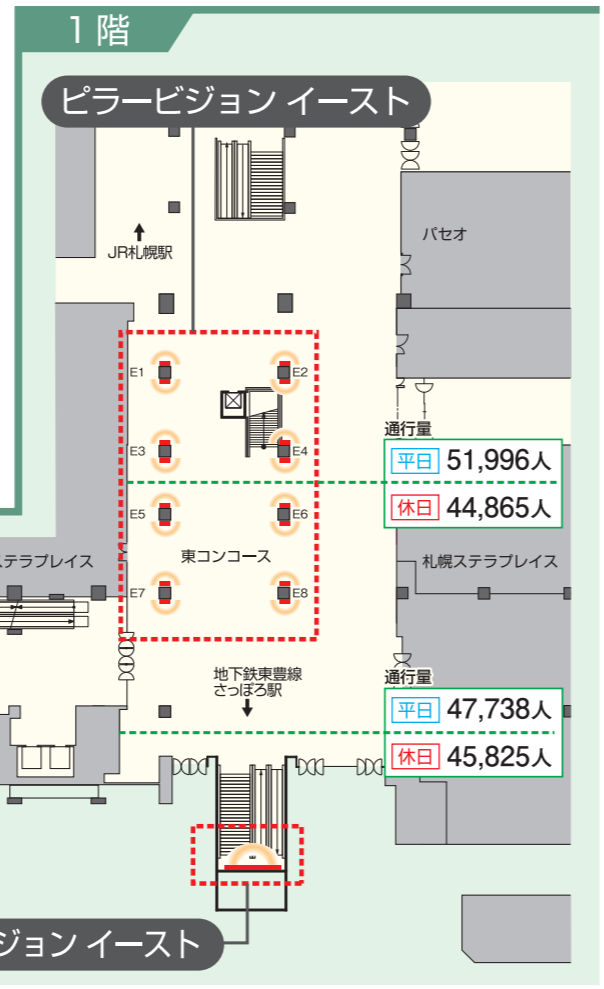 1階
ピラービジョン イースト
JR札幌駅
パセオ
E1
E2
E3
E4
通行量
平日 51,996人
休日 44,865人
E5
E6
東コンコース
テラプレイス
札幌ステラプレイス
E7
E8
地下鉄東豊線
さっぽろ駅
通行量
平日 47,738人
休日 45,825人
ジョン イースト